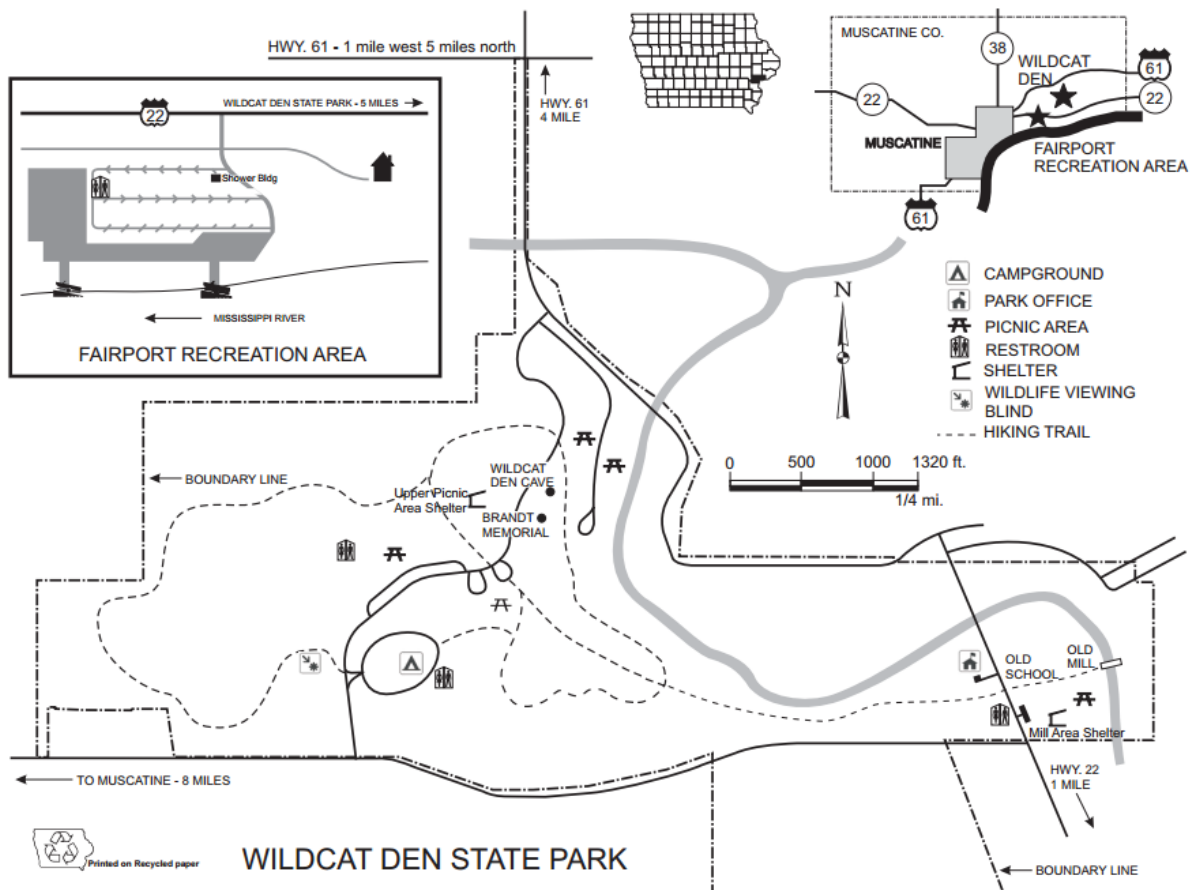 HWY. 61 - 1 mile west 5 miles north
HWY. 61
4 MILE
MUSCATINE CO.
38
WILDCAT
DEN
61
22
22
MUSCATINE
FAIRPORT
RECREATION AREA
61
WILDCAT DEN STATE PARK - 5 MILES
22
Shower Bldg
MISSISSIPPI RIVER
FAIRPORT RECREATION AREA
N
CAMPGROUND
PARK OFFICE
PICNIC AREA
RESTROOM
SHELTER
WILDLIFE VIEWING
BLIND
HIKING TRAIL
0 500 1000 1320 ft.
1/4 mi.
BOUNDARY LINE
WILDCAT
DEN CAVE
Upper Picnic
Area Shelter
BRANDT
MEMORIAL
OLD
SCHOOL
OLD
MILL
Mill Area Shelter
HWY. 22
1 MILE
TO MUSCATINE - 8 MILES
Printed on Recycled paper
WILDCAT DEN STATE PARK
BOUNDARY LINE